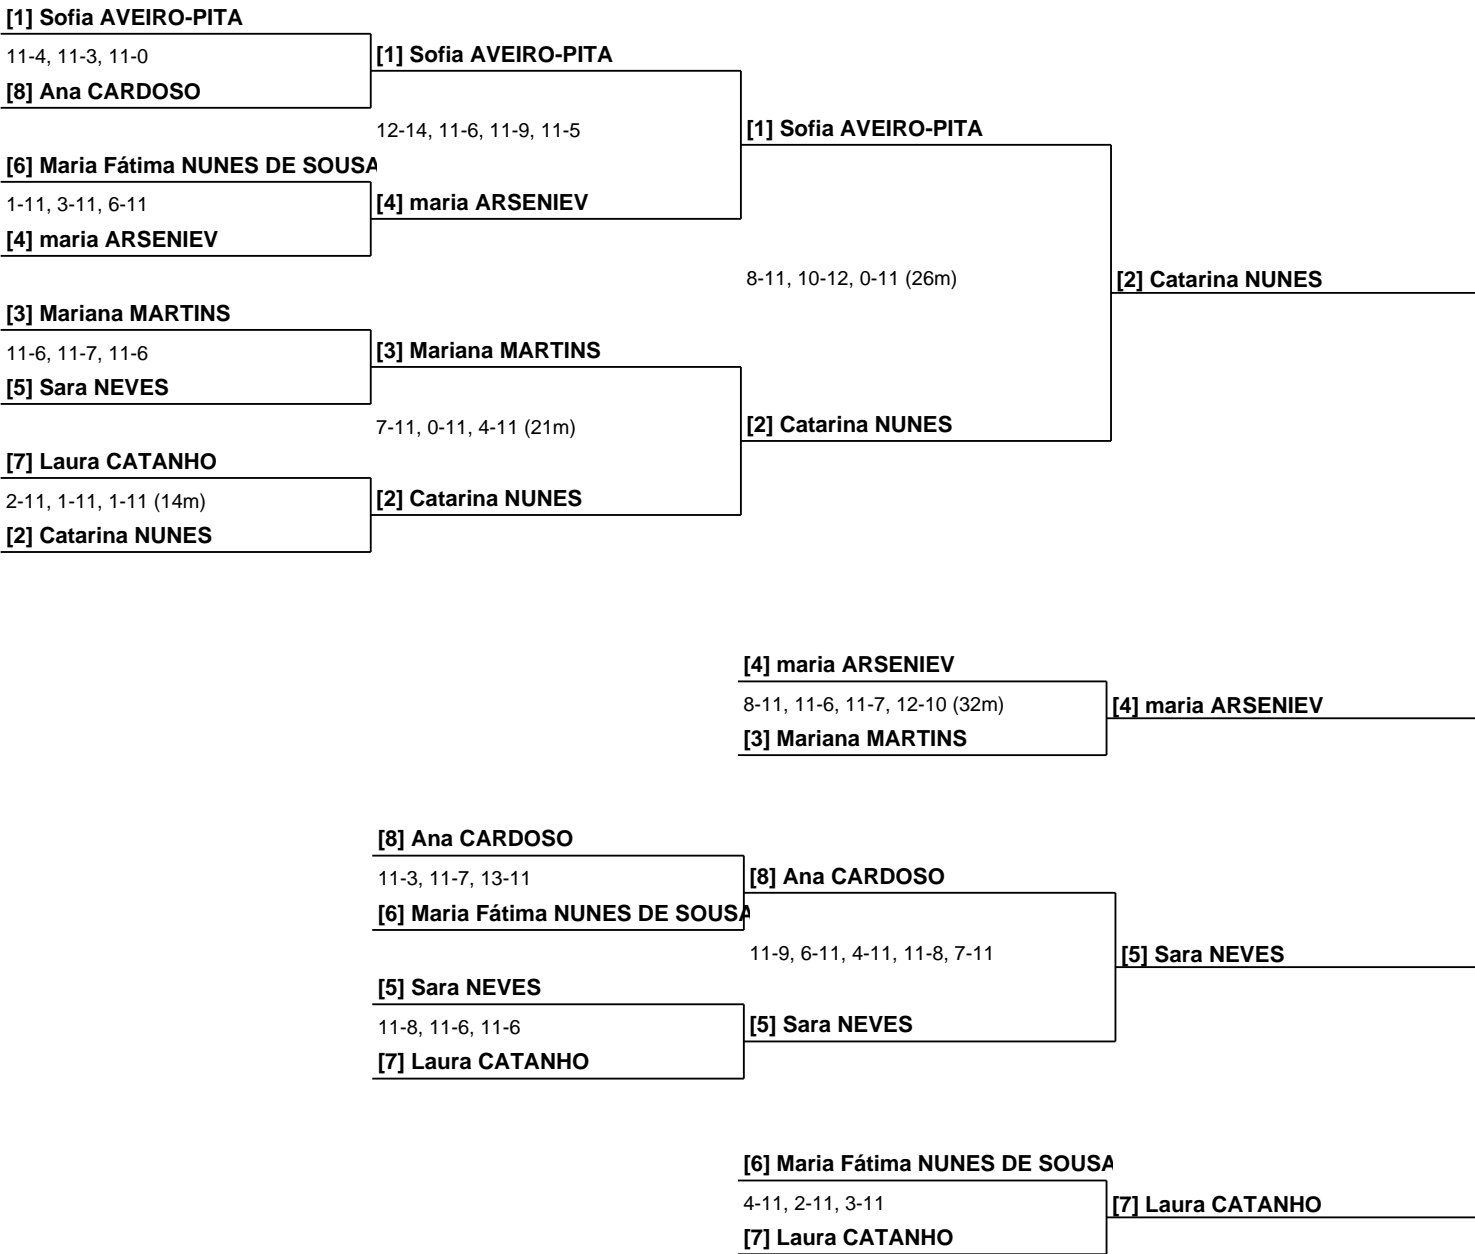 [1] Sofia AVEIRO-PITA
11-4, 11-3, 11-0
[1] Sofia AVEIRO-PITA
[8] Ana CARDOSO
12-14, 11-6, 11-9, 11-5
[1] Sofia AVEIRO-PITA
[6] Maria Fátima NUNES DE SOUSA
1-11, 3-11, 6-11
[4] maria ARSENIEV
[4] maria ARSENIEV
8-11, 10-12, 0-11 (26m)
[2] Catarina NUNES
[3] Mariana MARTINS
11-6, 11-7, 11-6
[3] Mariana MARTINS
[5] Sara NEVES
7-11, 0-11, 4-11 (21m)
[2] Catarina NUNES
[7] Laura CATANHO
2-11, 1-11, 1-11 (14m)
[2] Catarina NUNES
[2] Catarina NUNES
[4] maria ARSENIEV
8-11, 11-6, 11-7, 12-10 (32m)
[4] maria ARSENIEV
[3] Mariana MARTINS
[8] Ana CARDOSO
11-3, 11-7, 13-11
[8] Ana CARDOSO
[6] Maria Fátima NUNES DE SOUSA
11-9, 6-11, 4-11, 11-8, 7-11
[5] Sara NEVES
[5] Sara NEVES
11-8, 11-6, 11-6
[5] Sara NEVES
[7] Laura CATANHO
[6] Maria Fátima NUNES DE SOUSA
4-11, 2-11, 3-11
[7] Laura CATANHO
[7] Laura CATANHO